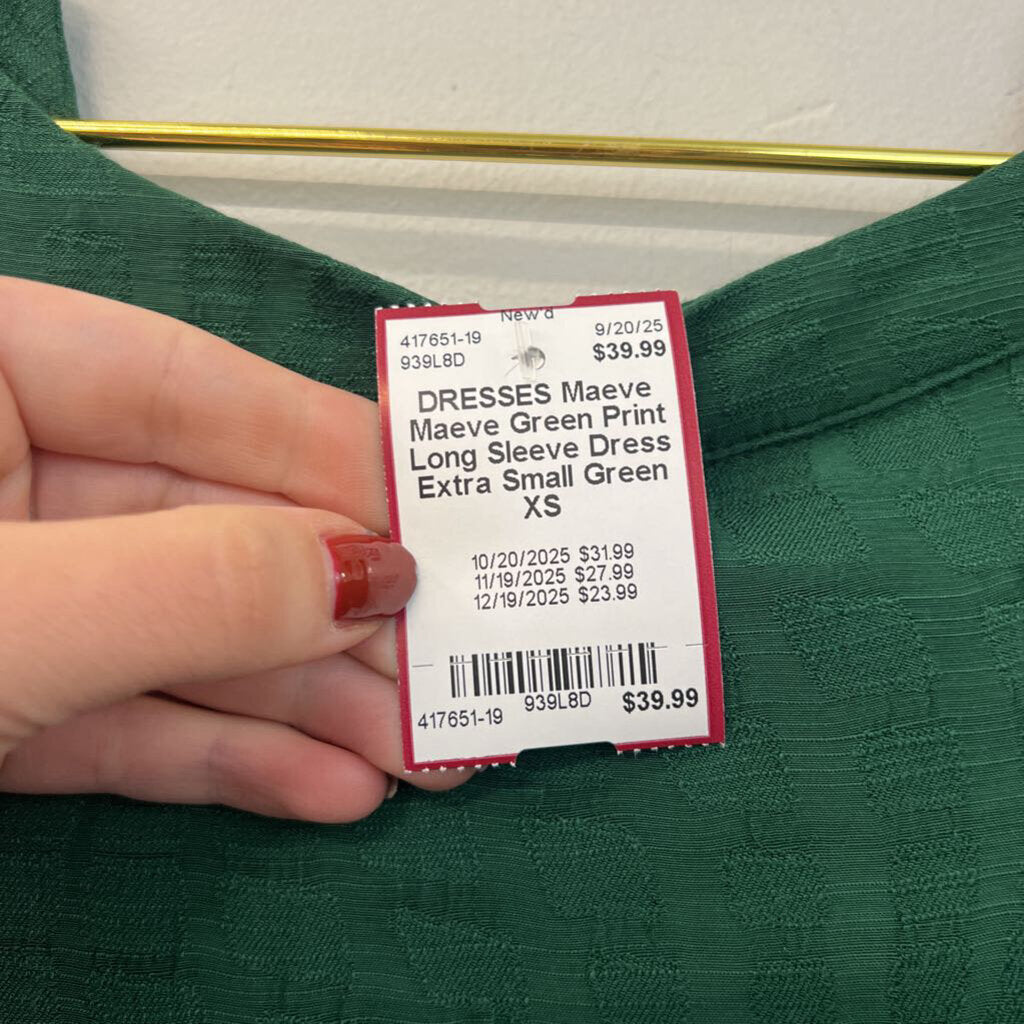 New'd
417651-19 9/20/25
939L8D $39.99
DRESSES Maeve
Maeve Green Print
Long Sleeve Dress
Extra Small Green
XS
10/20/2025 $31.99
11/19/2025 $27.99
12/19/2025 $23.99
417651-19 939L8D $39.99